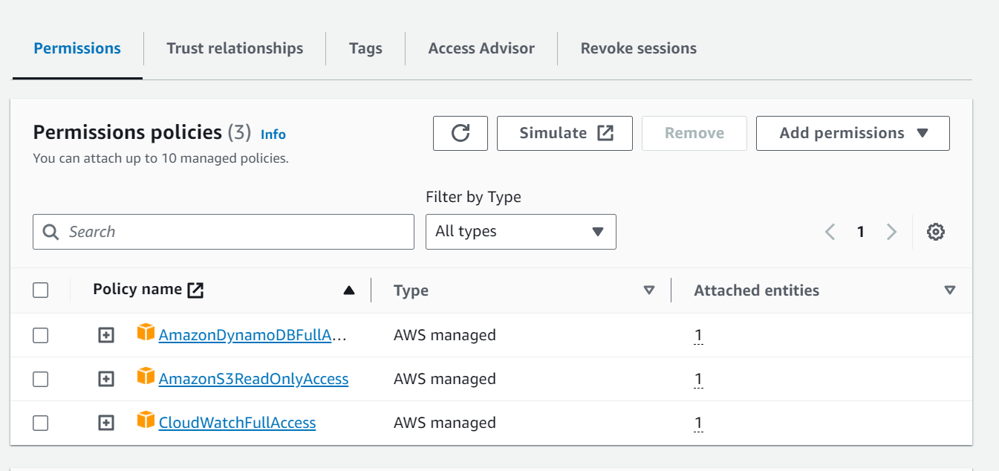 Permissions Trust relationships Tags Access Advisor Revoke sessions
Permissions policies (3) Info
You can attach up to 10 managed policies.
Simulate Remove Add permissions
Filter by Type
Search All types 1
Policy name Type Attached entities
AmazonDynamoDBFullA... AWS managed 1
AmazonS3ReadOnlyAccess AWS managed 1
CloudWatchFullAccess AWS managed 1